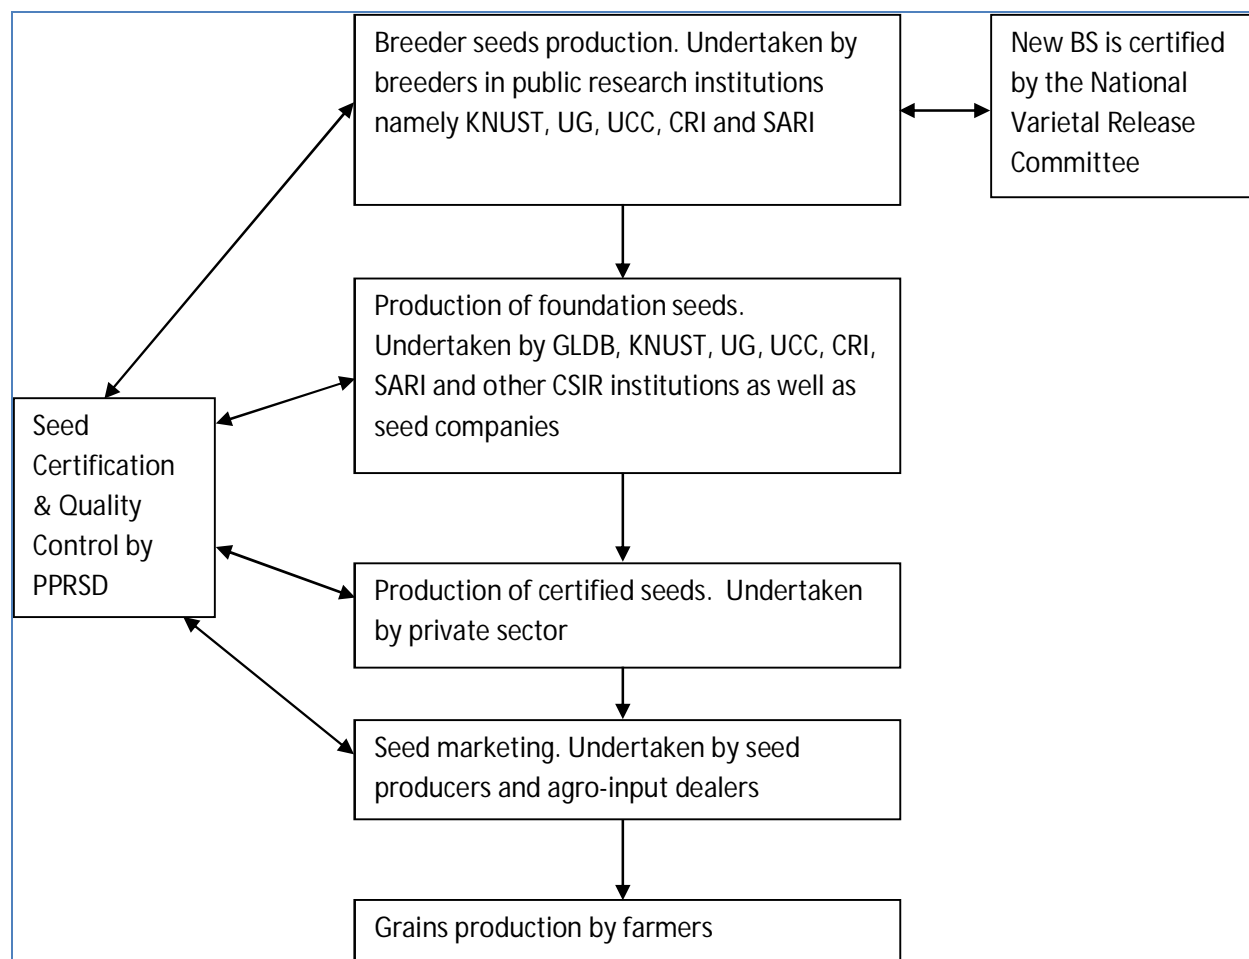 Breeder seeds production. Undertaken by
breeders in public research institutions
namely KNUST, UG, UCC, CRI and SARI
New BS is certified
by the National
Varietal Release
Committee
Production of foundation seeds.
Undertaken by GLDB, KNUST, UG, UCC, CRI,
SARI and other CSIR institutions as well as
seed companies
Seed
Certification
& Quality
Control by
PPRSD
Production of certified seeds.  Undertaken
by private sector
Seed marketing. Undertaken by seed
producers and agro-input dealers
Grains production by farmers